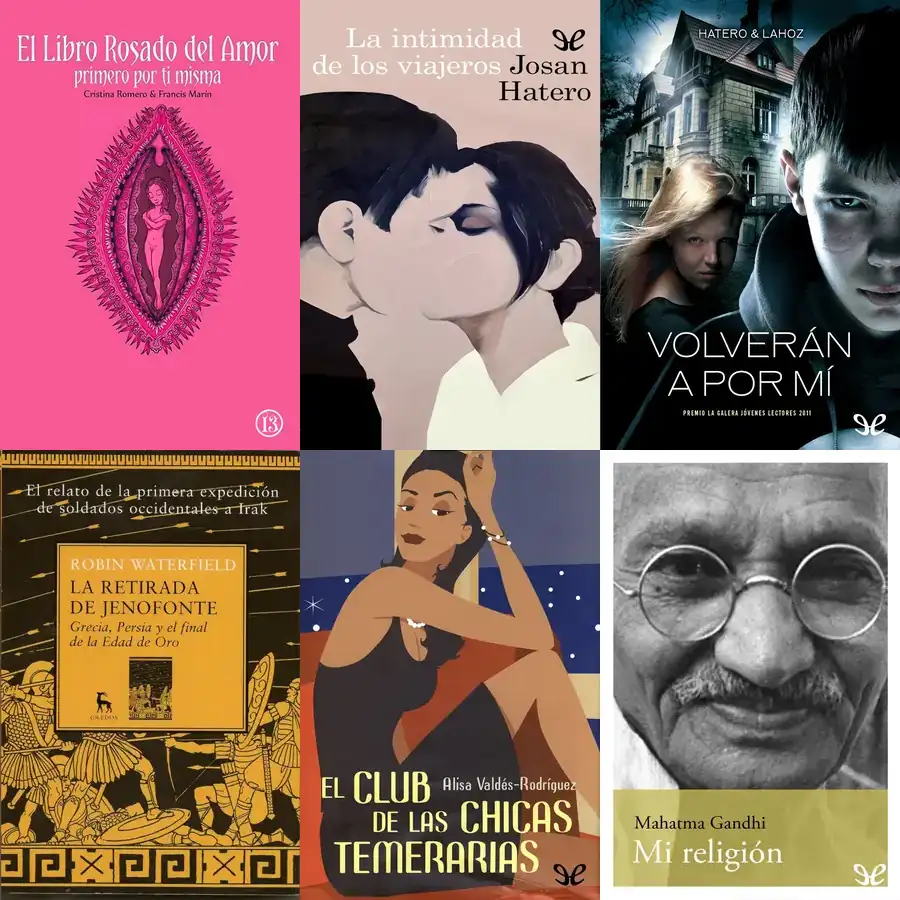 El Libro Rosado del Amor
primero por ti misma
Cristina Romero & Francis Marín
13
La intimidad
de los viajeros
Josan
Hatero
HATERO & LAHOZ
VOLVERÁN
A POR MÍ
PREMIO LA GALERA JÓVENES LECTORES 2011
El relato de la primera expedición
de soldados occidentales a Irak
ROBIN WATERFIELD
LA RETIRADA
DE JENOFONTE
Grecia, Persia y el final
de la Edad de Oro
GREDOS
Alisa Valdés-Rodríguez
EL CLUB
DE LAS CHICAS
TEMERARIAS
Mahatma Gandhi
Mi religión